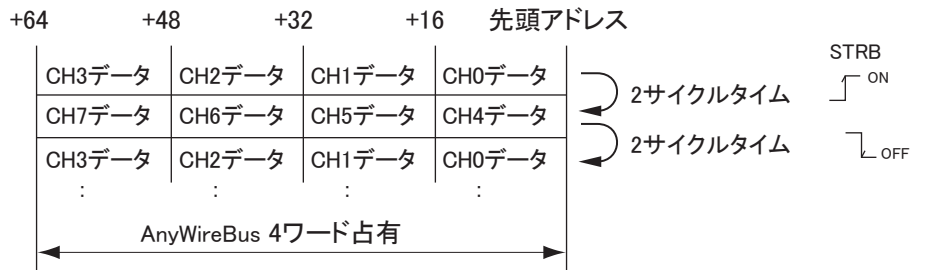 +64 +48 +32 +16 先頭アドレス
STRB
CH3データ CH2データ CH1データ CH0データ 2サイクルタイム ON
CH7データ CH6データ CH5データ CH4データ
2サイクルタイム OFF
CH3データ CH2データ CH1データ CH0データ
: : : :
AnyWireBus 4ワード占有